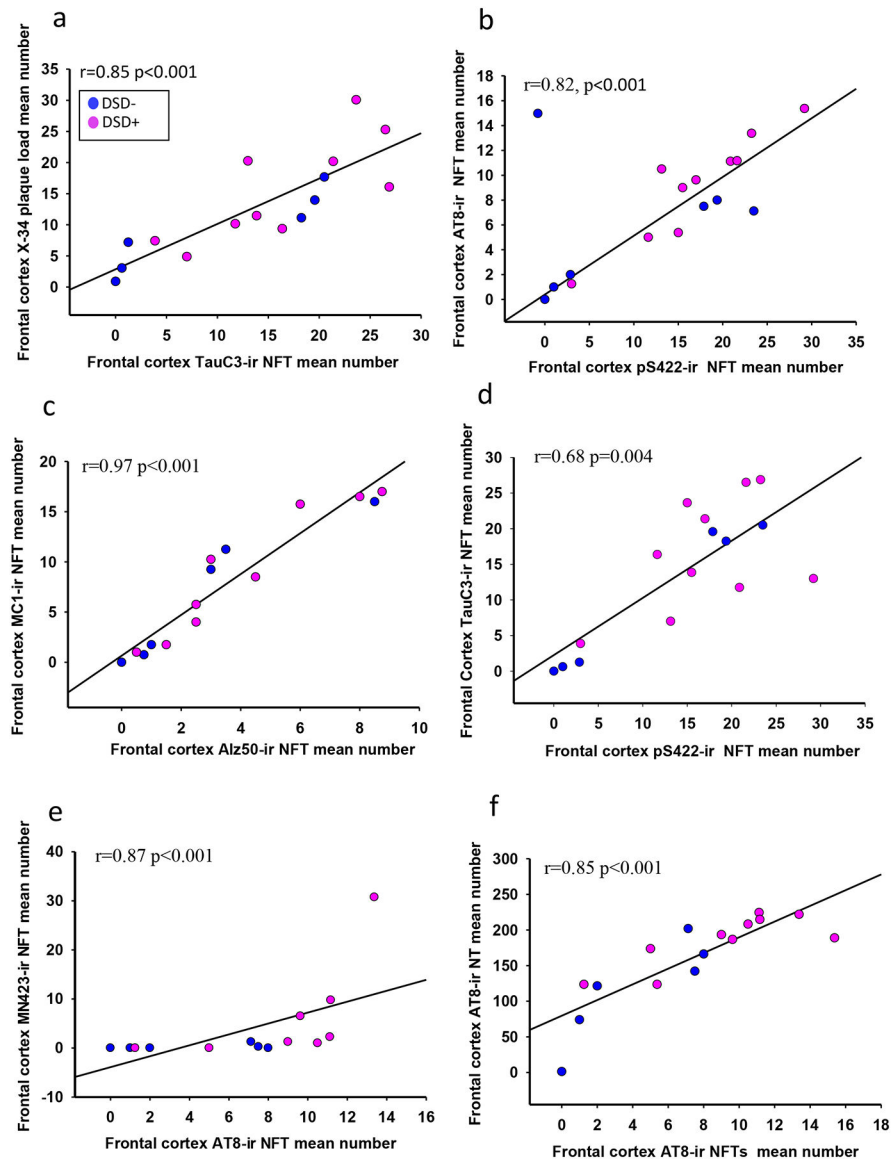 a
r=0.85 p<0.001
DSD-
DSD+
35
30
25
20
15
10
5
0
Frontal cortex X-34 plaque load mean number
0 5 10 15 20 25 30
Frontal cortex TauC3-ir NFT mean number
b
r=0.82, p<0.001
18
16
14
12
10
8
6
4
2
0
Frontal cortex AT8-ir NFT mean number
0 5 10 15 20 25 30 35
Frontal cortex pS422-ir NFT mean number
c
r=0.97 p<0.001
20
15
10
5
0
Frontal cortex MC1-ir NFT mean number
0 2 4 6 8 10
Frontal cortex Alz50-ir NFT mean number
d
r=0.68 p=0.004
30
25
20
15
10
5
0
Frontal Cortex TauC3-ir NFT mean number
0 5 10 15 20 25 30 35
Frontal cortex pS422-ir NFT mean number
e
r=0.87 p<0.001
40
30
20
10
0
-10
Frontal cortex MN423-ir NFT mean number
0 2 4 6 8 10 12 14 16
Frontal cortex AT8-ir NFT mean number
f
r=0.85 p<0.001
300
250
200
150
100
50
0
Frontal cortex AT8-ir NT mean number
0 2 4 6 8 10 12 14 16 18
Frontal cortex AT8-ir NFTs mean number